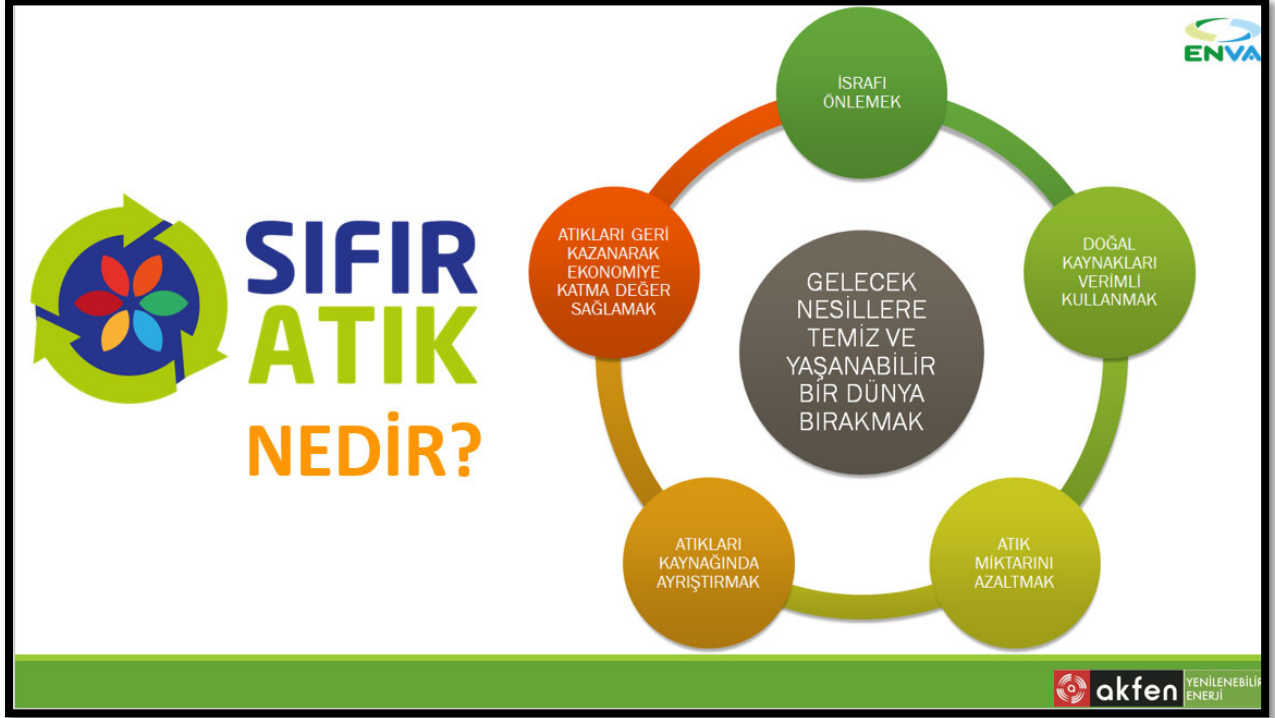 ENVA
SIFIR
ATIK
NEDİR?
İSRAFI
ÖNLEMEK
DOĞAL
KAYNAKLARI
VERİMLİ
KULLANMAK
ATIK
MİKTARINI
AZALTMAK
ATIKLARI
KAYNAĞINDA
AYRIŞTIRMAK
ATIKLARI GERİ
KAZANARAK
EKONOMİYE
KATMA DEĞER
SAĞLAMAK
GELECEK
NESİLLERE
TEMİZ VE
YAŞANABİLİR
BİR DÜNYA
BIRAKMAK
akfen
YENİLENEBİLİR
ENERJİ